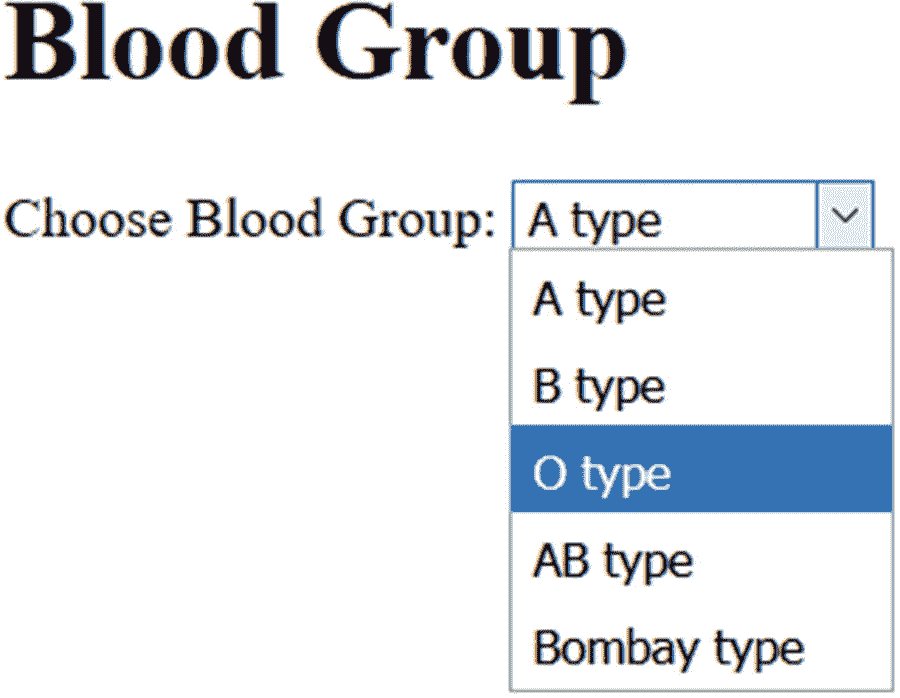 Blood Group
Choose Blood Group: A type
A type
B type
O type
AB type
Bombay type